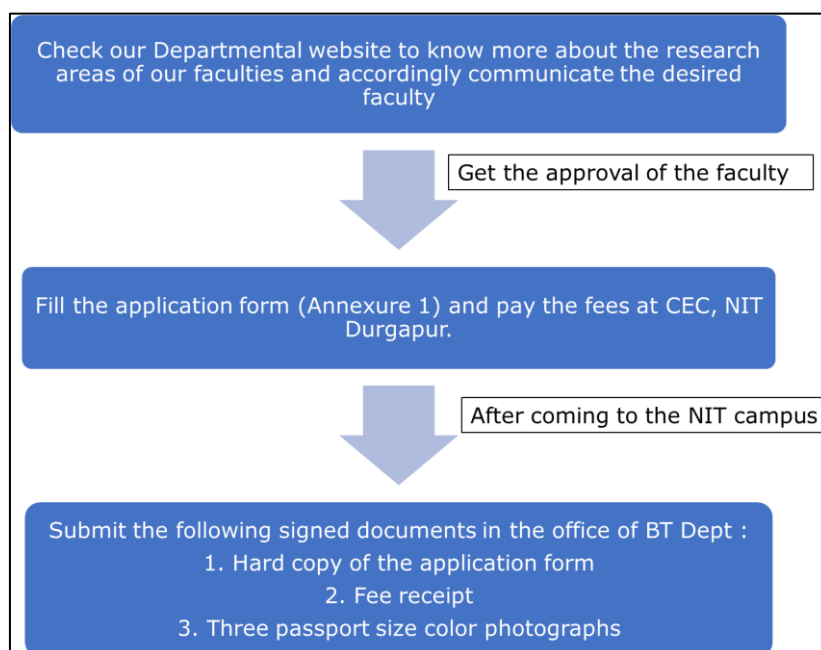 Check our Departmental website to know more about the research
areas of our faculties and accordingly communicate the desired
faculty
Get the approval of the faculty
Fill the application form (Annexure 1) and pay the fees at CEC, NIT
Durgapur.
After coming to the NIT campus
Submit the following signed documents in the office of BT Dept :
1. Hard copy of the application form
2. Fee receipt
3. Three passport size color photographs